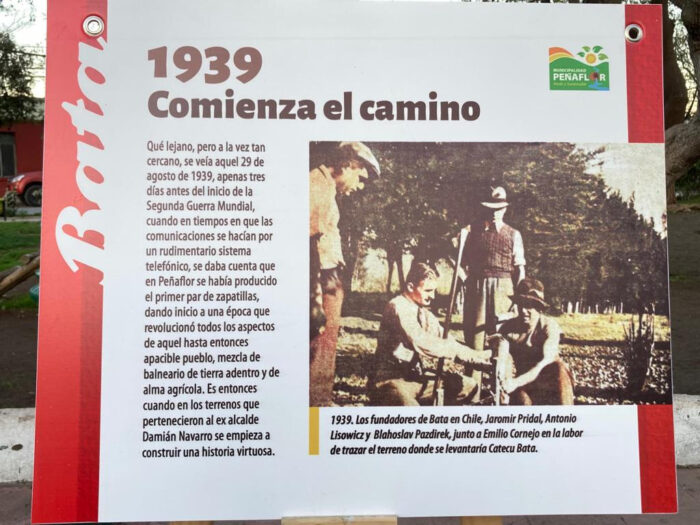 Bata
1939
Comienza el camino
MUNICIPALIDAD
PEÑAFLOR
Qué lejano, pero a la vez tan
cercano, se veía aquel 29 de
agosto de 1939, apenas tres
días antes del inicio de la
Segunda Guerra Mundial,
cuando en tiempos en que las
comunicaciones se hacían por
un rudimentario sistema
telefónico, se daba cuenta que
en Peñaflor se había producido
el primer par de zapatillas,
dando inicio a una época que
revolucionó todos los aspectos
de aquel hasta entonces
apacible pueblo, mezcla de
balneario de tierra adentro y de
alma agrícola. Es entonces
cuando en los terrenos que
pertenecieron al ex alcalde
Damián Navarro se empieza a
construir una historia virtuosa.
1939. Los fundadores de Bata en Chile, Jaromir Pridal, Antonio
Lisowicz y Blahoslav Pazdirek, junto a Emilio Cornejo en la labor
de trazar el terreno donde se levantaría Catecu Bata.